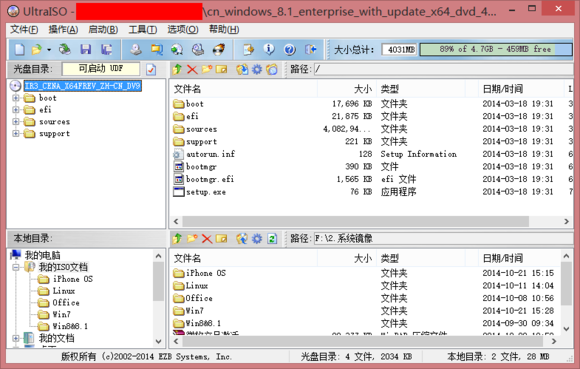 UltraISO - \cn_windows_8.1_enterprise_with_update_x64_dvd_4...
文件(F) 操作(A) 启动(B) 工具(T) 选项(O) 帮助(H)
大小总计: 4031MB 89% of 4.7GB - 459MB free
光盘目录: 可启动 UDF 路径: /
IR3_CENA_X64FREV_ZH-CN_DV9
boot
efi
sources
support
文件名 大小 类型 日期/时间 L
boot 17,696 KB 文件夹 2014-03-18 19:31 3
efi 21,875 KB 文件夹 2014-03-18 19:31 3
sources 4,082,94... 文件夹 2014-03-18 19:31 3
support 221 KB 文件夹 2014-03-18 19:31 3
autorun.inf 128 Setup Information 2014-03-18 19:31 6
bootmgr 390 KB 文件 2014-03-18 19:31 6
bootmgr.efi 1,565 KB efi 文件 2014-03-18 19:31 6
setup.exe 76 KB 应用程序 2014-03-18 19:31 6
本地目录: 路径: F:\2.系统镜像
我的电脑
我的ISO文档
iPhone OS
Linux
Office
Win7
Win8&8.1
我的文档
文件名 大小 类型 日期/时间
iPhone OS 文件夹 2014-10-21 15:15
Linux 文件夹 2014-10-11 14:04
Office 文件夹 2014-10-08 10:56
Win7 文件夹 2014-10-21 15:28
Win8&8.1 文件夹 2014-09-30 09:34
版权所有 (c)2002-2014 EZB Systems, Inc. 光盘目录: 4 文件, 2034 KB 本地目录: 2 文件, 28 MB